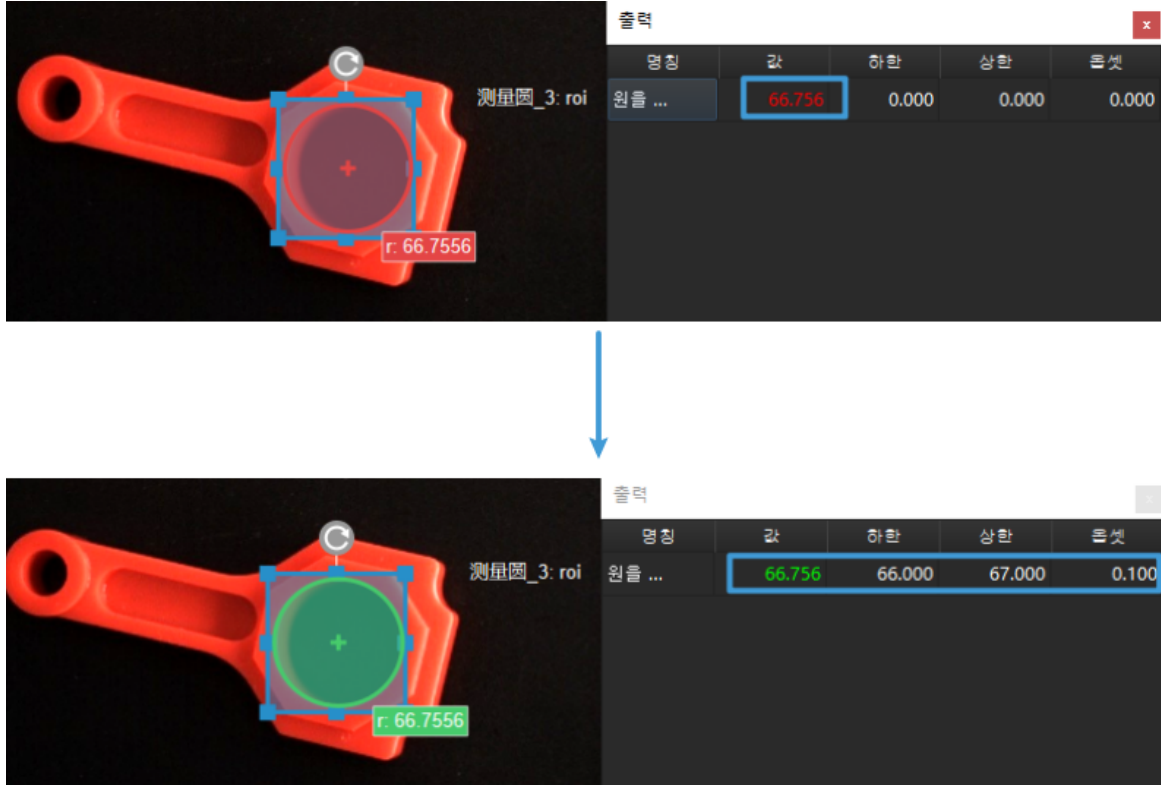 출력
x
명칭 값 하한 상한 옵셋
测量圆_3: roi
원을 ... 66.756 0.000 0.000 0.000
r: 66.7556
출력
x
명칭 값 하한 상한 옵셋
测量圆_3: roi
원을 ... 66.756 66.000 67.000 0.100
r: 66.7556